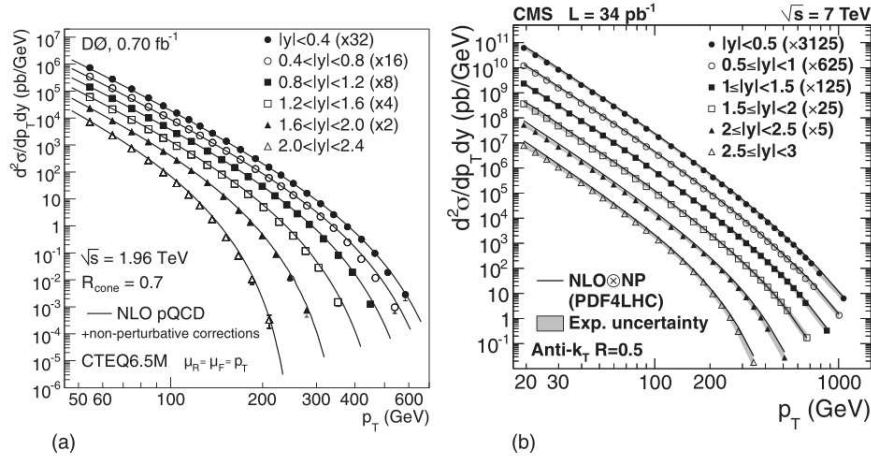 DØ, 0.70 fb⁻¹
|y|<0.4 (x32)
0.4<|y|<0.8 (x16)
0.8<|y|<1.2 (x8)
1.2<|y|<1.6 (x4)
1.6<|y|<2.0 (x2)
2.0<|y|<2.4
d²σ/dp_T dy (pb/GeV)
10⁷
10⁶
10⁵
10⁴
10³
10²
10
1
10⁻¹
10⁻²
10⁻³
10⁻⁴
10⁻⁵
10⁻⁶
√s = 1.96 TeV
R_cone = 0.7
NLO pQCD
+non-perturbative corrections
CTEQ6.5M μ_R = μ_F = p_T
50 60 100 200 300 400 600
p_T (GeV)
(a)
CMS L = 34 pb⁻¹ √s = 7 TeV
|y|<0.5 (×3125)
0.5≤|y|<1 (×625)
1≤|y|<1.5 (×125)
1.5≤|y|<2 (×25)
2≤|y|<2.5 (×5)
2.5≤|y|<3
d²σ/dp_T dy (pb/GeV)
10¹¹
10¹⁰
10⁹
10⁸
10⁷
10⁶
10⁵
10⁴
10³
10²
10
1
10⁻¹
NLO⊗NP
(PDF4LHC)
Exp. uncertainty
Anti-k_T R=0.5
20 30 100 200 1000
p_T (GeV)
(b)